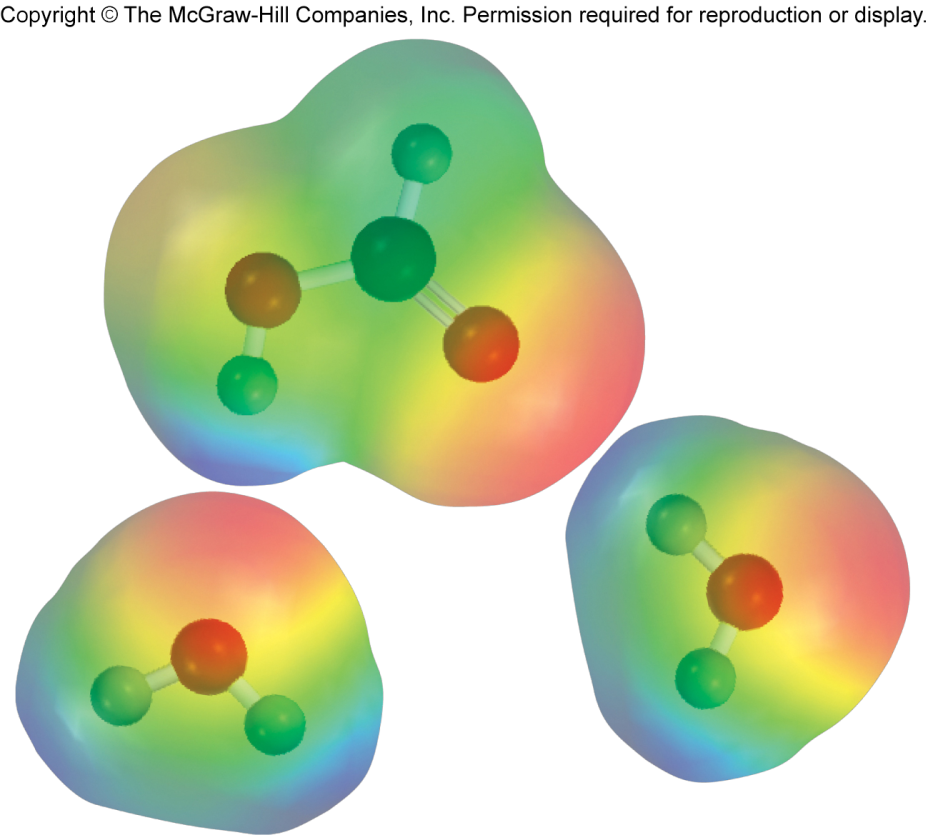 Copyright © The McGraw-Hill Companies, Inc. Permission required for reproduction or display.